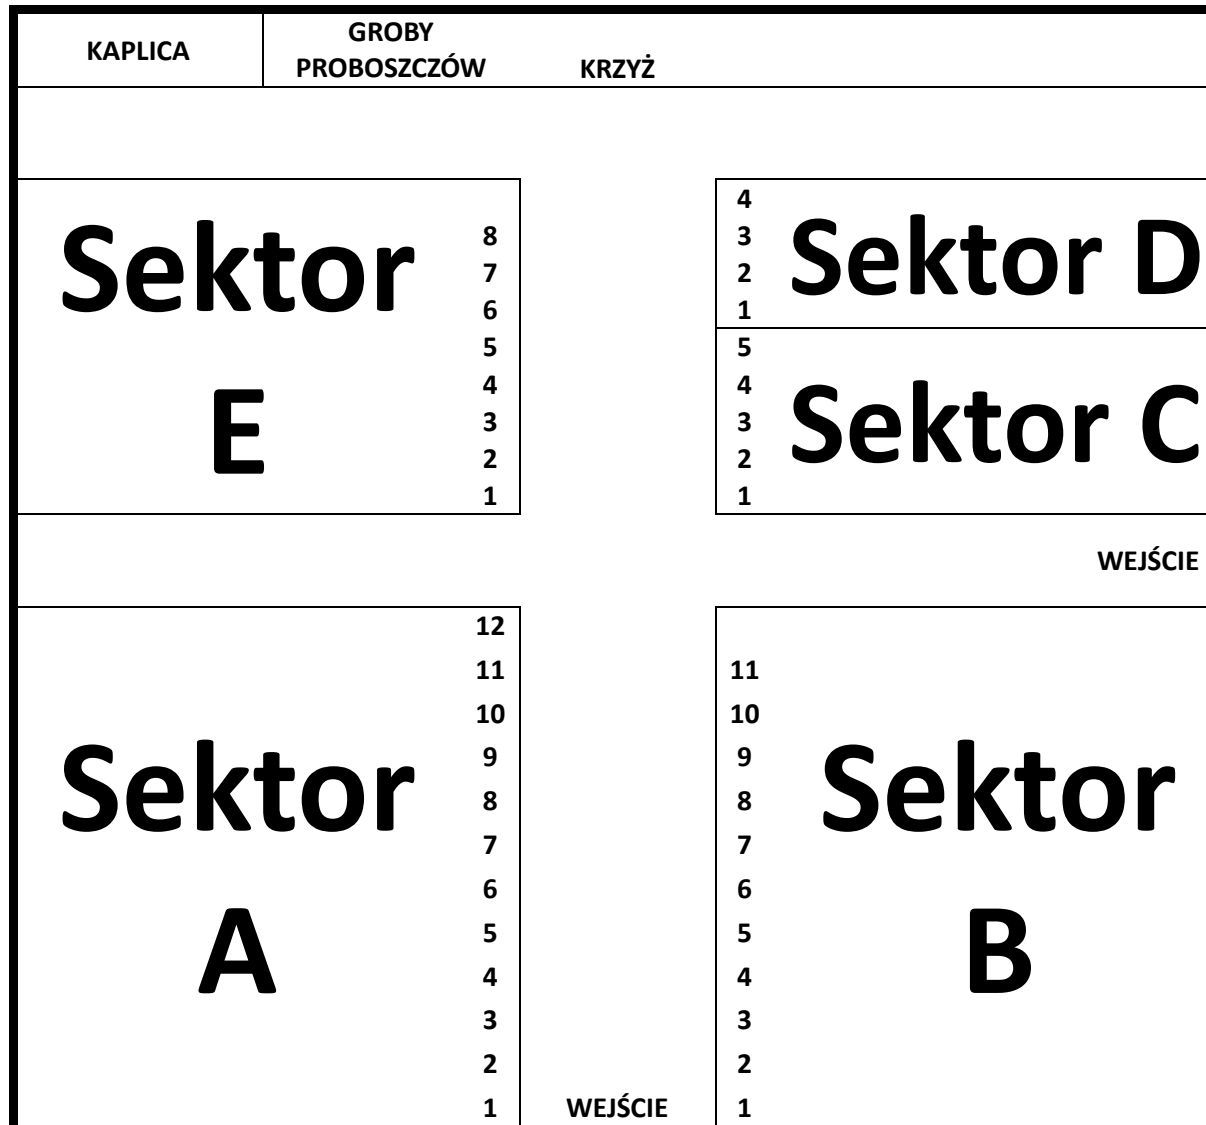 KAPLICA
GROBY
PROBOSZCZÓW
KRZYŻ
Sektor
E
8
7
6
5
4
3
2
1
4
3
2
1
Sektor D
5
4
3
2
1
Sektor C
WEJŚCIE
Sektor
A
12
11
10
9
8
7
6
5
4
3
2
1
WEJŚCIE
11
10
9
8
7
6
5
4
3
2
1
Sektor
B